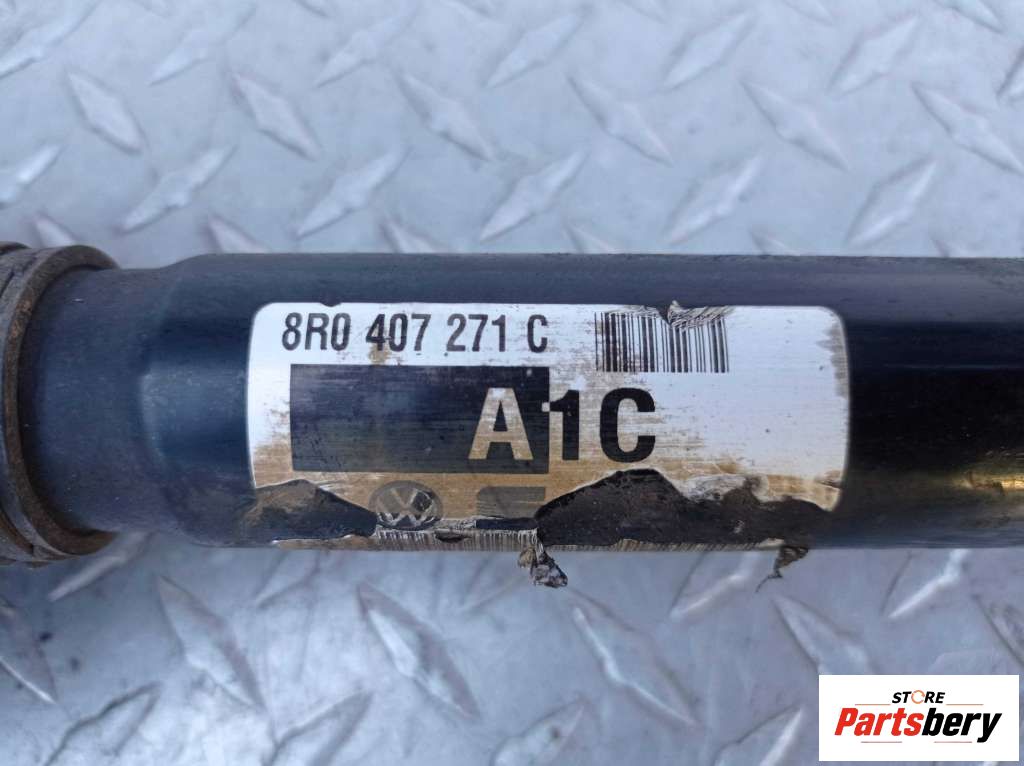 8R0 407 271 C
A1C
STORE
Partsbery